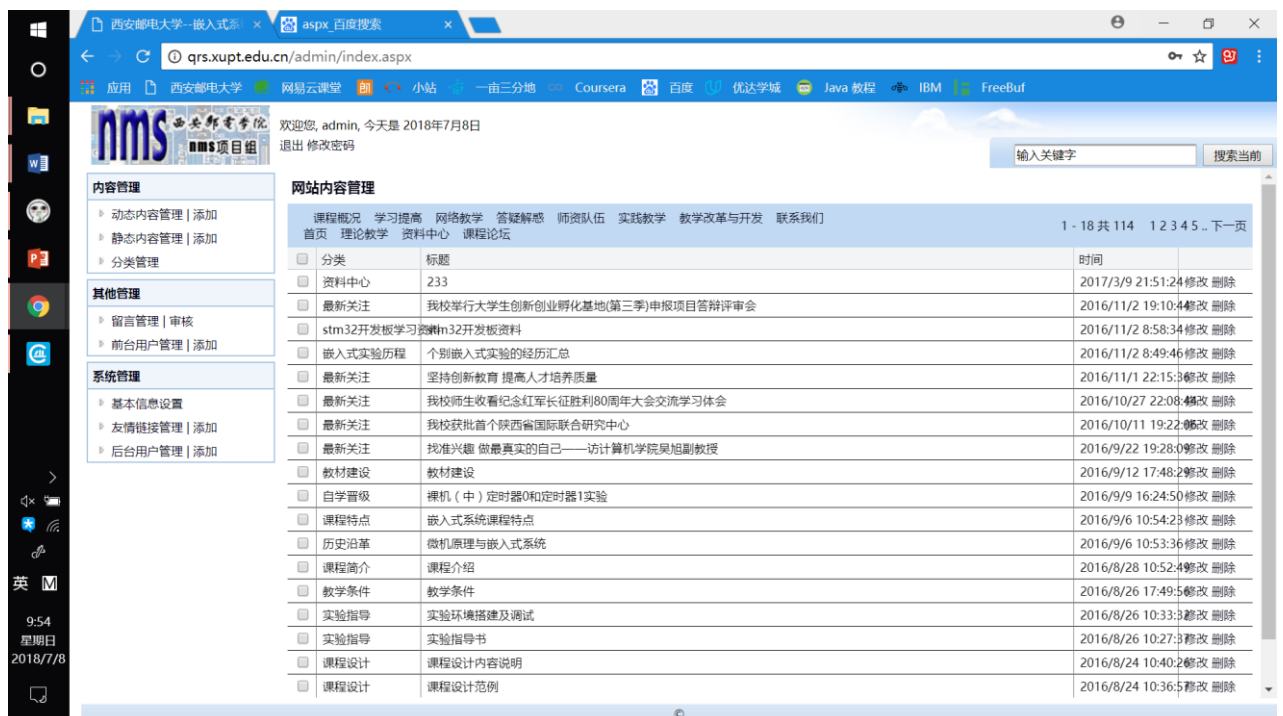 西安邮电大学--嵌入式系 × aspx_百度搜索 ×
qrs.xupt.edu.cn/admin/index.aspx
应用 西安邮电大学 网易云课堂 小站 一亩三分地 Coursera 百度 优达学城 Java 教程 IBM FreeBuf
nms 西安邮电学院 nms项目组
欢迎您, admin, 今天是 2018年7月8日
退出 修改密码
输入关键字 搜索当前
内容管理
动态内容管理 | 添加
静态内容管理 | 添加
分类管理
其他管理
留言管理 | 审核
前台用户管理 | 添加
系统管理
基本信息设置
友情链接管理 | 添加
后台用户管理 | 添加
网站内容管理
课程概况 学习提高 网络教学 答疑解惑 师资队伍 实践教学 教学改革与开发 联系我们
首页 理论教学 资料中心 课程论坛
1 - 18 共 114 1 2 3 4 5 .. 下一页
分类 标题 时间
资料中心 233 2017/3/9 21:51:24 修改 删除
最新关注 我校举行大学生创新创业孵化基地(第三季)申报项目答辩评审会 2016/11/2 19:10:44 修改 删除
stm32开发板学习资料 stm32开发板资料 2016/11/2 8:58:34 修改 删除
嵌入式实验历程 个别嵌入式实验的经历汇总 2016/11/2 8:49:46 修改 删除
最新关注 坚持创新教育 提高人才培养质量 2016/11/1 22:15:36 修改 删除
最新关注 我校师生收看纪念红军长征胜利80周年大会交流学习体会 2016/10/27 22:08:44 修改 删除
最新关注 我校获批首个陕西省国际联合研究中心 2016/10/11 19:22:06 修改 删除
最新关注 找准兴趣 做最真实的自己——访计算机学院吴旭副教授 2016/9/22 19:28:09 修改 删除
教材建设 教材建设 2016/9/12 17:48:29 修改 删除
自学晋级 裸机（中）定时器0和定时器1实验 2016/9/9 16:24:50 修改 删除
课程特点 嵌入式系统课程特点 2016/9/6 10:54:23 修改 删除
历史沿革 微机原理与嵌入式系统 2016/9/6 10:53:36 修改 删除
课程简介 课程介绍 2016/8/28 10:52:49 修改 删除
教学条件 教学条件 2016/8/26 17:49:56 修改 删除
实验指导 实验环境搭建及调试 2016/8/26 10:33:32 修改 删除
实验指导 实验指导书 2016/8/26 10:27:37 修改 删除
课程设计 课程设计内容说明 2016/8/24 10:40:26 修改 删除
课程设计 课程设计范例 2016/8/24 10:36:57 修改 删除
©
英 M
9:54
星期日
2018/7/8